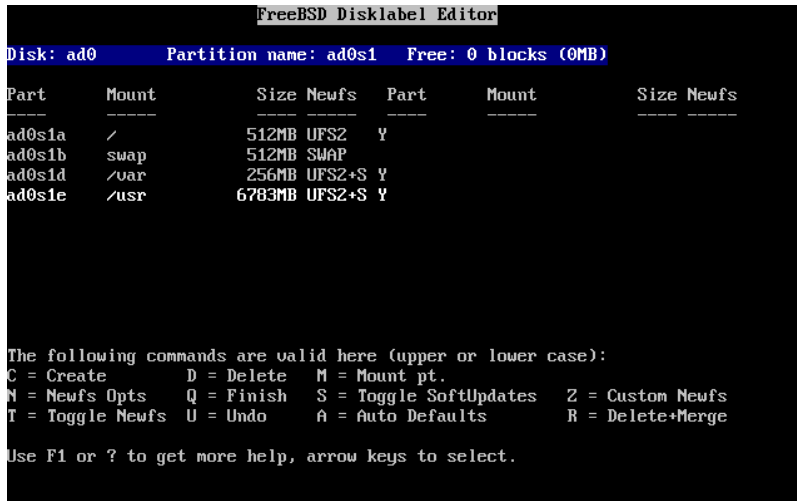 FreeBSD Disklabel Editor
Disk: ad0 Partition name: ad0s1 Free: 0 blocks (0MB)
Part Mount Size Newfs Part Mount Size Newfs
---- ----- ---- ----- ---- ----- ---- -----
ad0s1a / 512MB UFS2 Y
ad0s1b swap 512MB SWAP
ad0s1d /var 256MB UFS2+S Y
ad0s1e /usr 6783MB UFS2+S Y
The following commands are valid here (upper or lower case):
C = Create D = Delete M = Mount pt.
N = Newfs Opts Q = Finish S = Toggle SoftUpdates Z = Custom Newfs
T = Toggle Newfs U = Undo A = Auto Defaults R = Delete+Merge
Use F1 or ? to get more help, arrow keys to select.